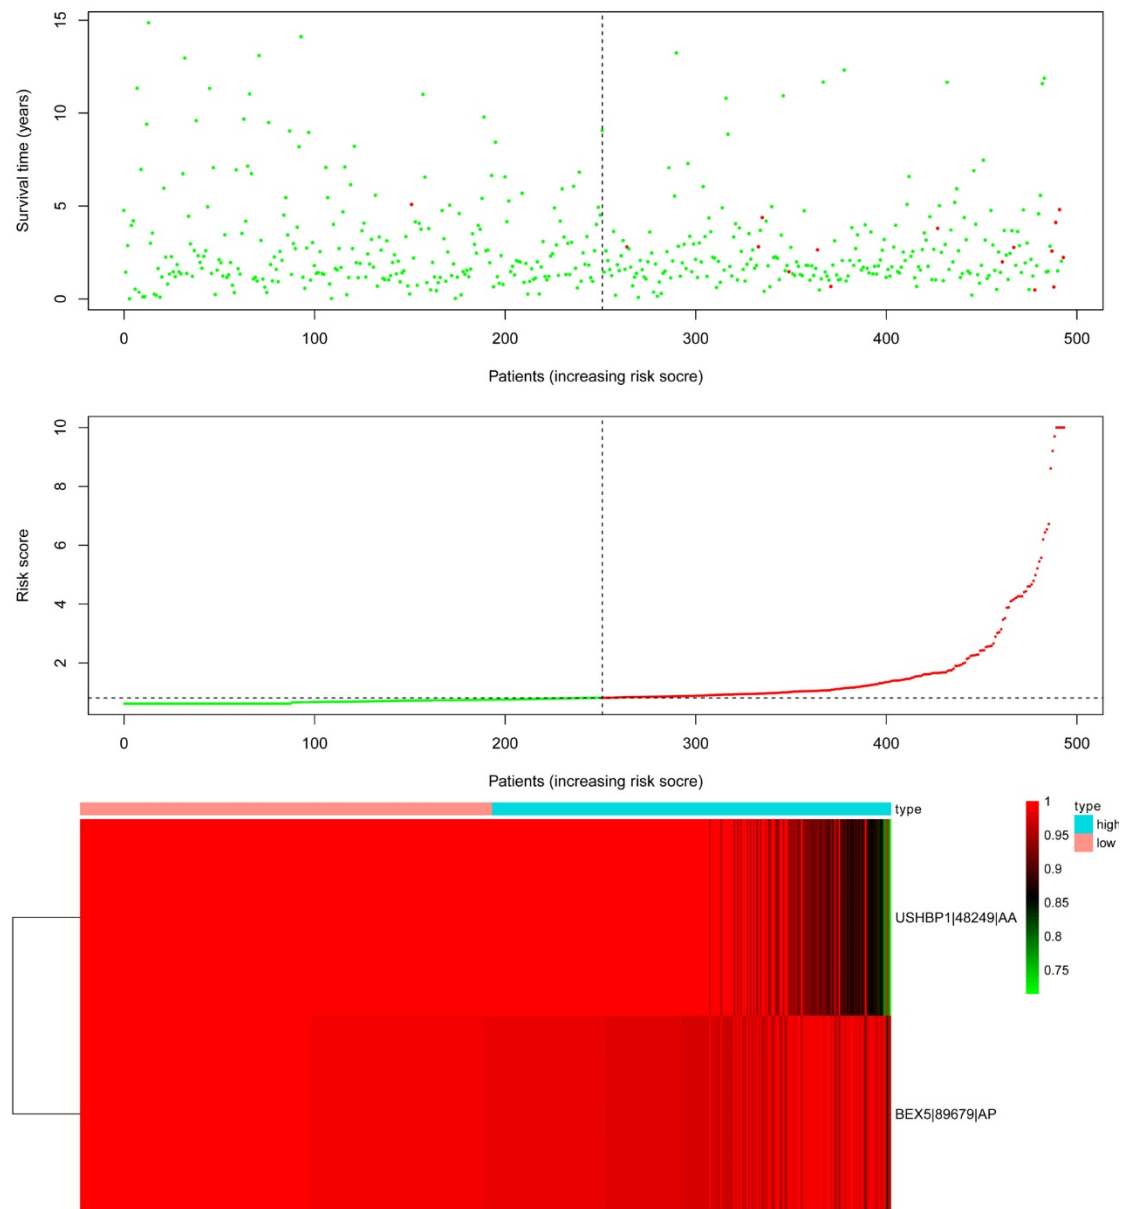 15
10
5
0
Survival time (years)
0 100 200 300 400 500
Patients (increasing risk socre)
10
8
6
4
2
Risk score
0 100 200 300 400 500
Patients (increasing risk socre)
type
1
0.95
0.9
0.85
0.8
0.75
type
high
low
USHBP1|48249|AA
BEX5|89679|AP